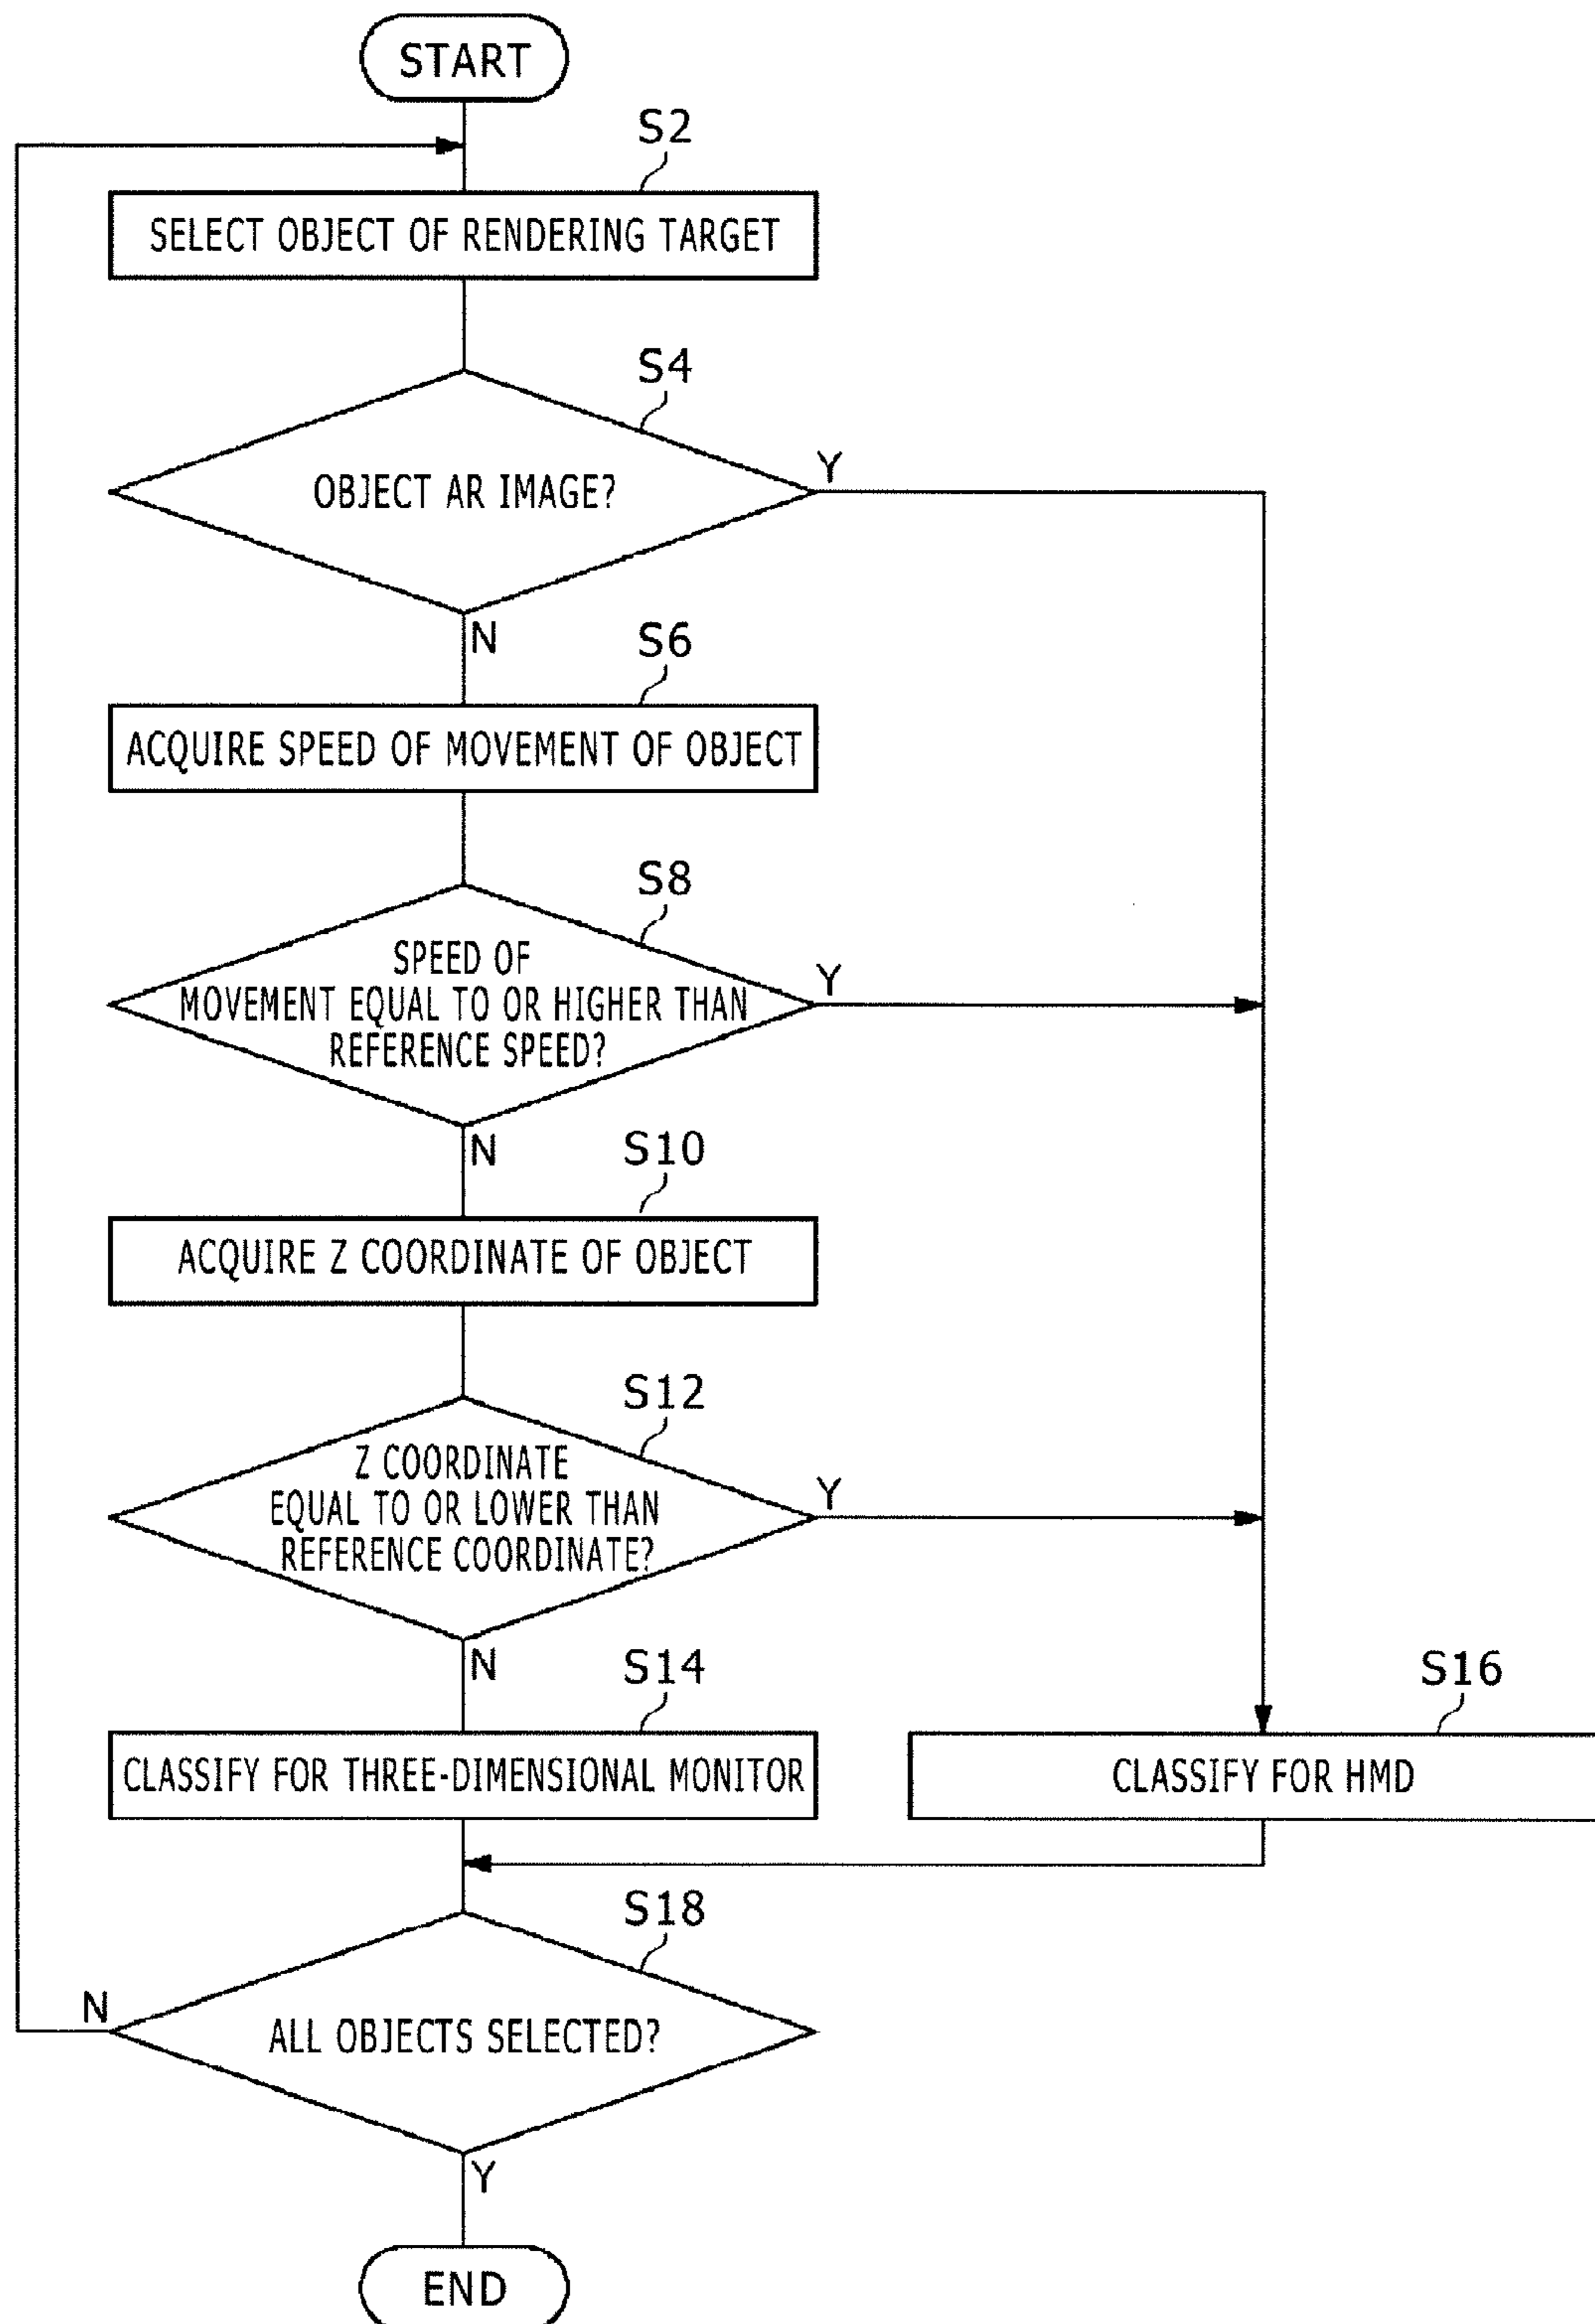 START
S2
SELECT OBJECT OF RENDERING TARGET
S4
OBJECT AR IMAGE?
Y
N
S6
ACQUIRE SPEED OF MOVEMENT OF OBJECT
S8
SPEED OF
MOVEMENT EQUAL TO OR HIGHER THAN
REFERENCE SPEED?
Y
N
S10
ACQUIRE Z COORDINATE OF OBJECT
S12
Z COORDINATE
EQUAL TO OR LOWER THAN
REFERENCE COORDINATE?
Y
N
S14
CLASSIFY FOR THREE-DIMENSIONAL MONITOR
S16
CLASSIFY FOR HMD
S18
ALL OBJECTS SELECTED?
N
Y
END